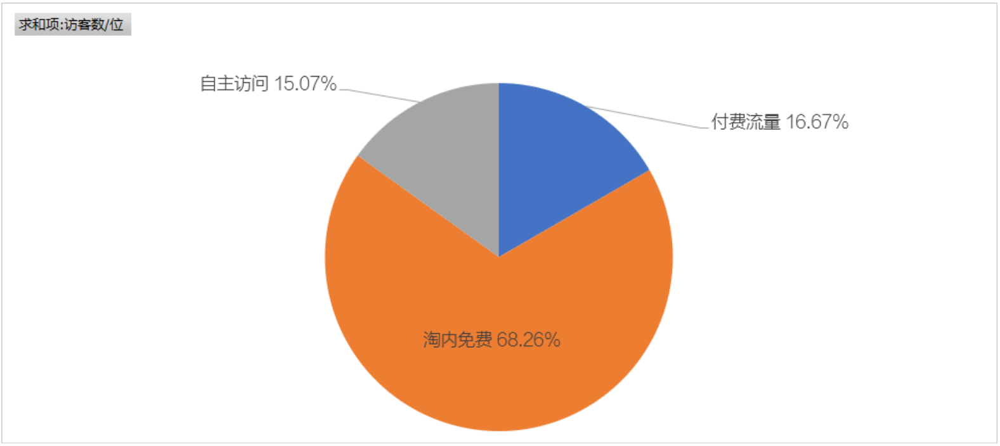 求和项:访客数/位
自主访问 15.07%
付费流量 16.67%
淘内免费 68.26%